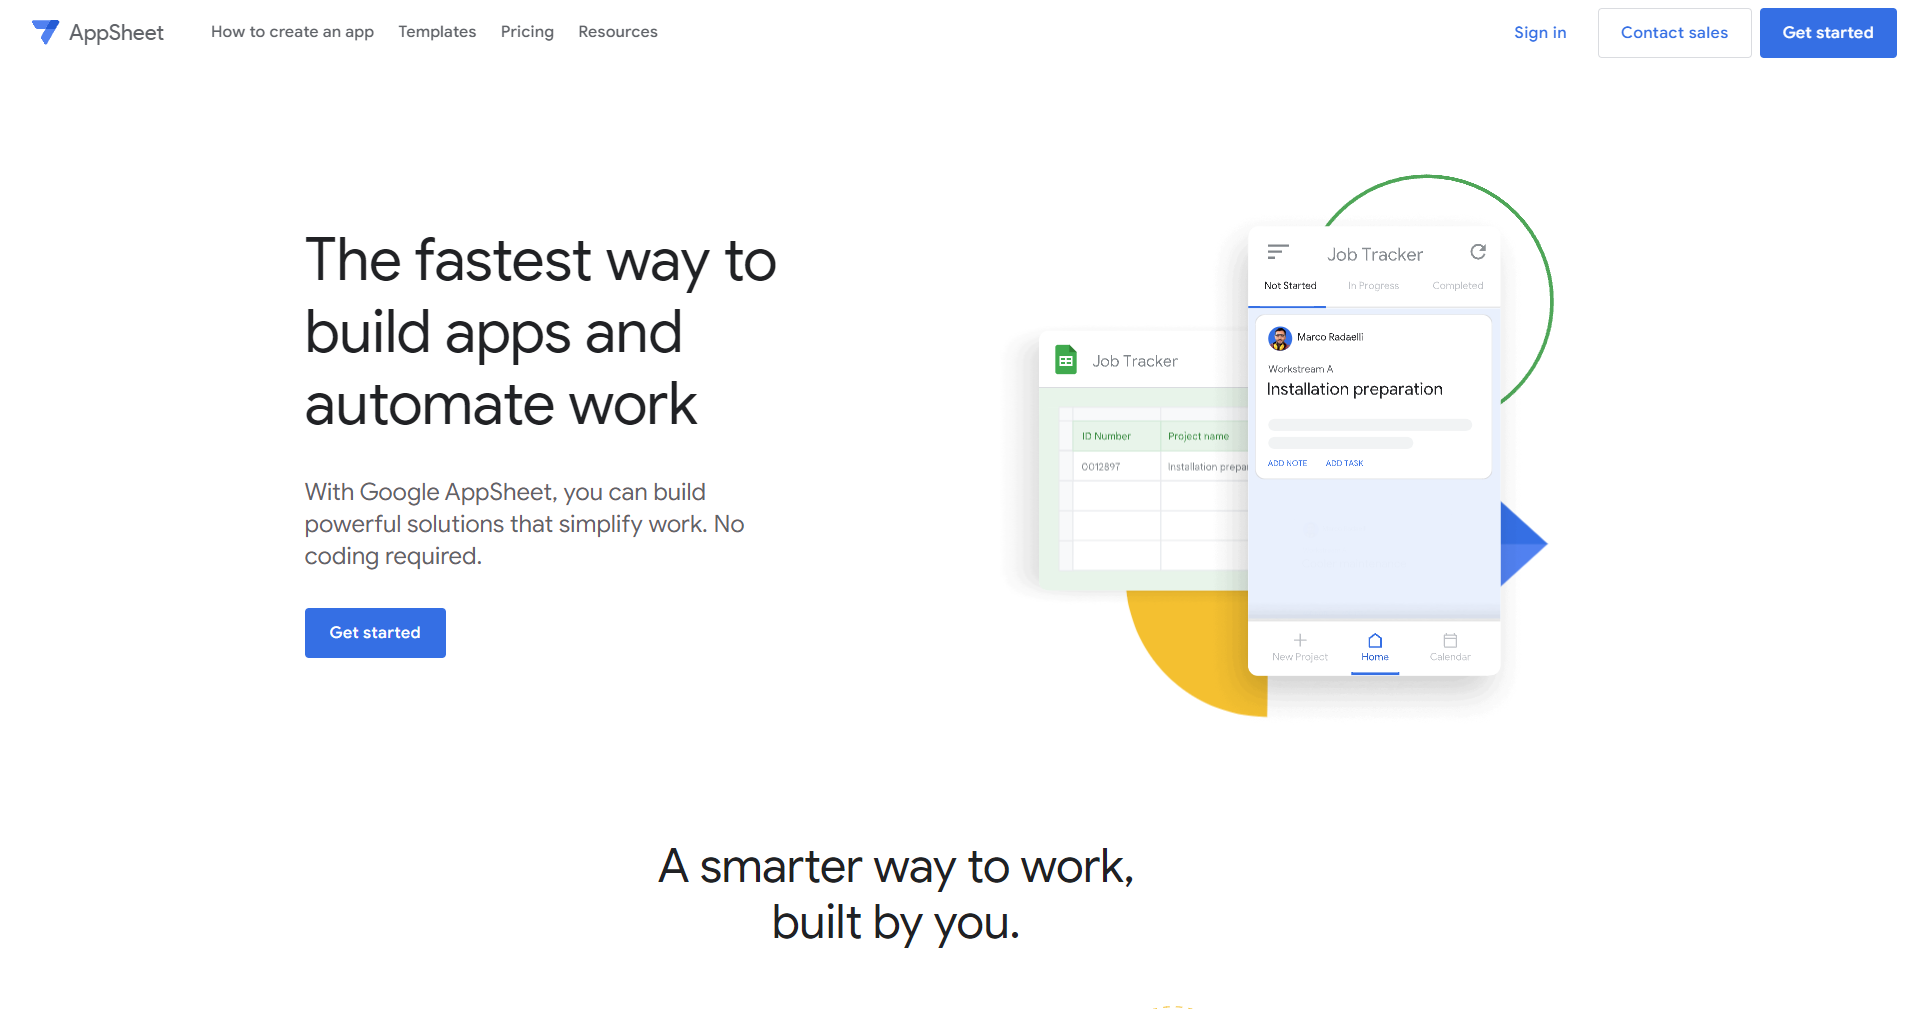 AppSheet
How to create an app
Templates
Pricing
Resources
Sign in
Contact sales
Get started
The fastest way to
build apps and
automate work
With Google AppSheet, you can build
powerful solutions that simplify work. No
coding required.
Get started
Job Tracker
ID Number
Project name
0012897
Installation prepa
Job Tracker
Not Started
In Progress
Completed
Marco Radaelli
Workstream A
Installation preparation
ADD NOTE
ADD TASK
New Project
Home
Calendar
A smarter way to work,
built by you.